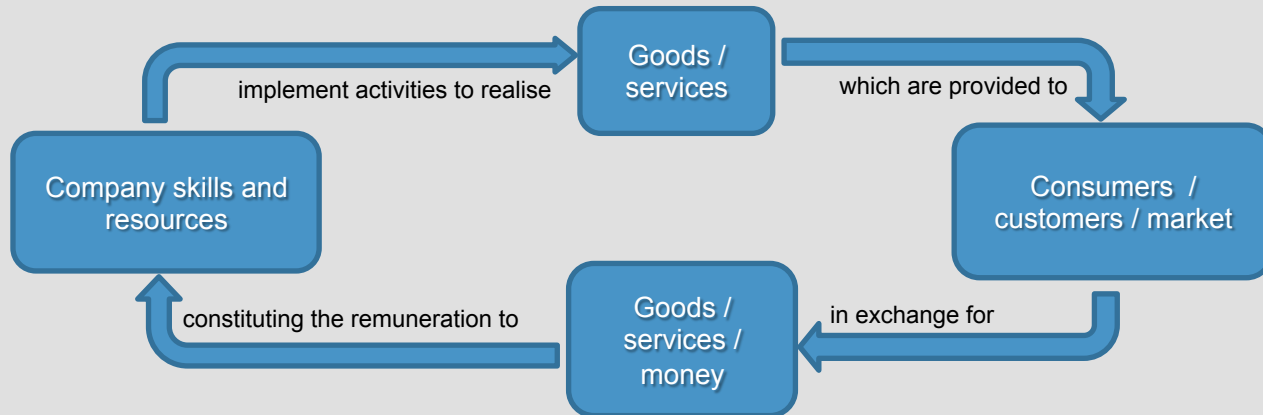 Goods /
services
implement activities to realise
which are provided to
Company skills and
resources
Consumers /
customers / market
Goods /
services /
money
constituting the remuneration to
in exchange for